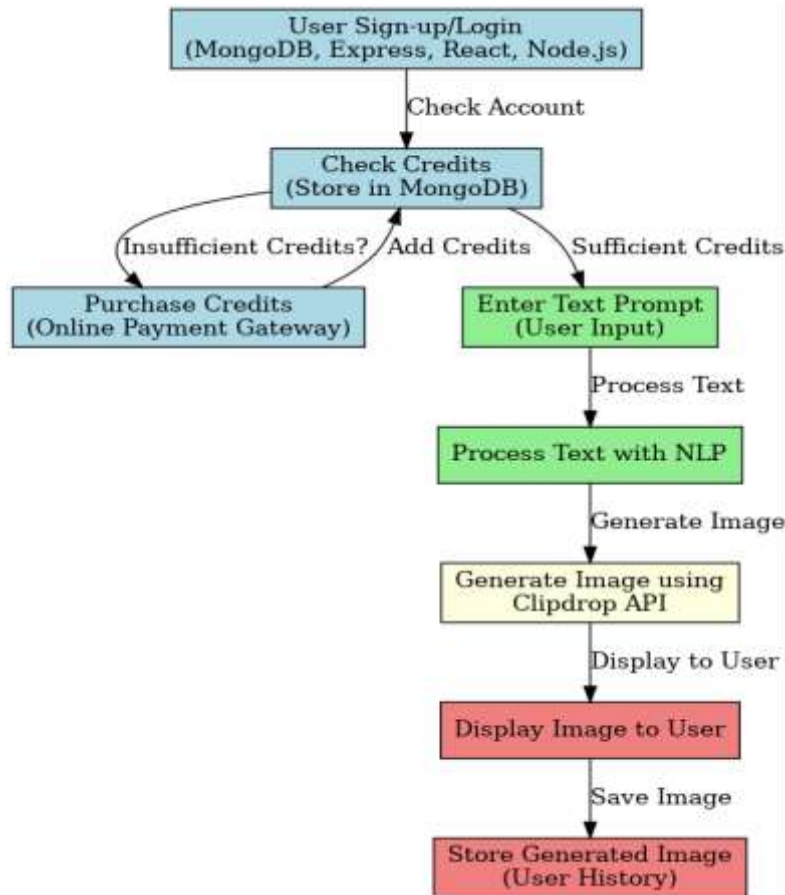 User Sign-up/Login
(MongoDB, Express, React, Node.js)
Check Account
Check Credits
(Store in MongoDB)
Insufficient Credits?
Add Credits
Sufficient Credits
Purchase Credits
(Online Payment Gateway)
Enter Text Prompt
(User Input)
Process Text
Process Text with NLP
Generate Image
Generate Image using
Clipdrop API
Display to User
Display Image to User
Save Image
Store Generated Image
(User History)